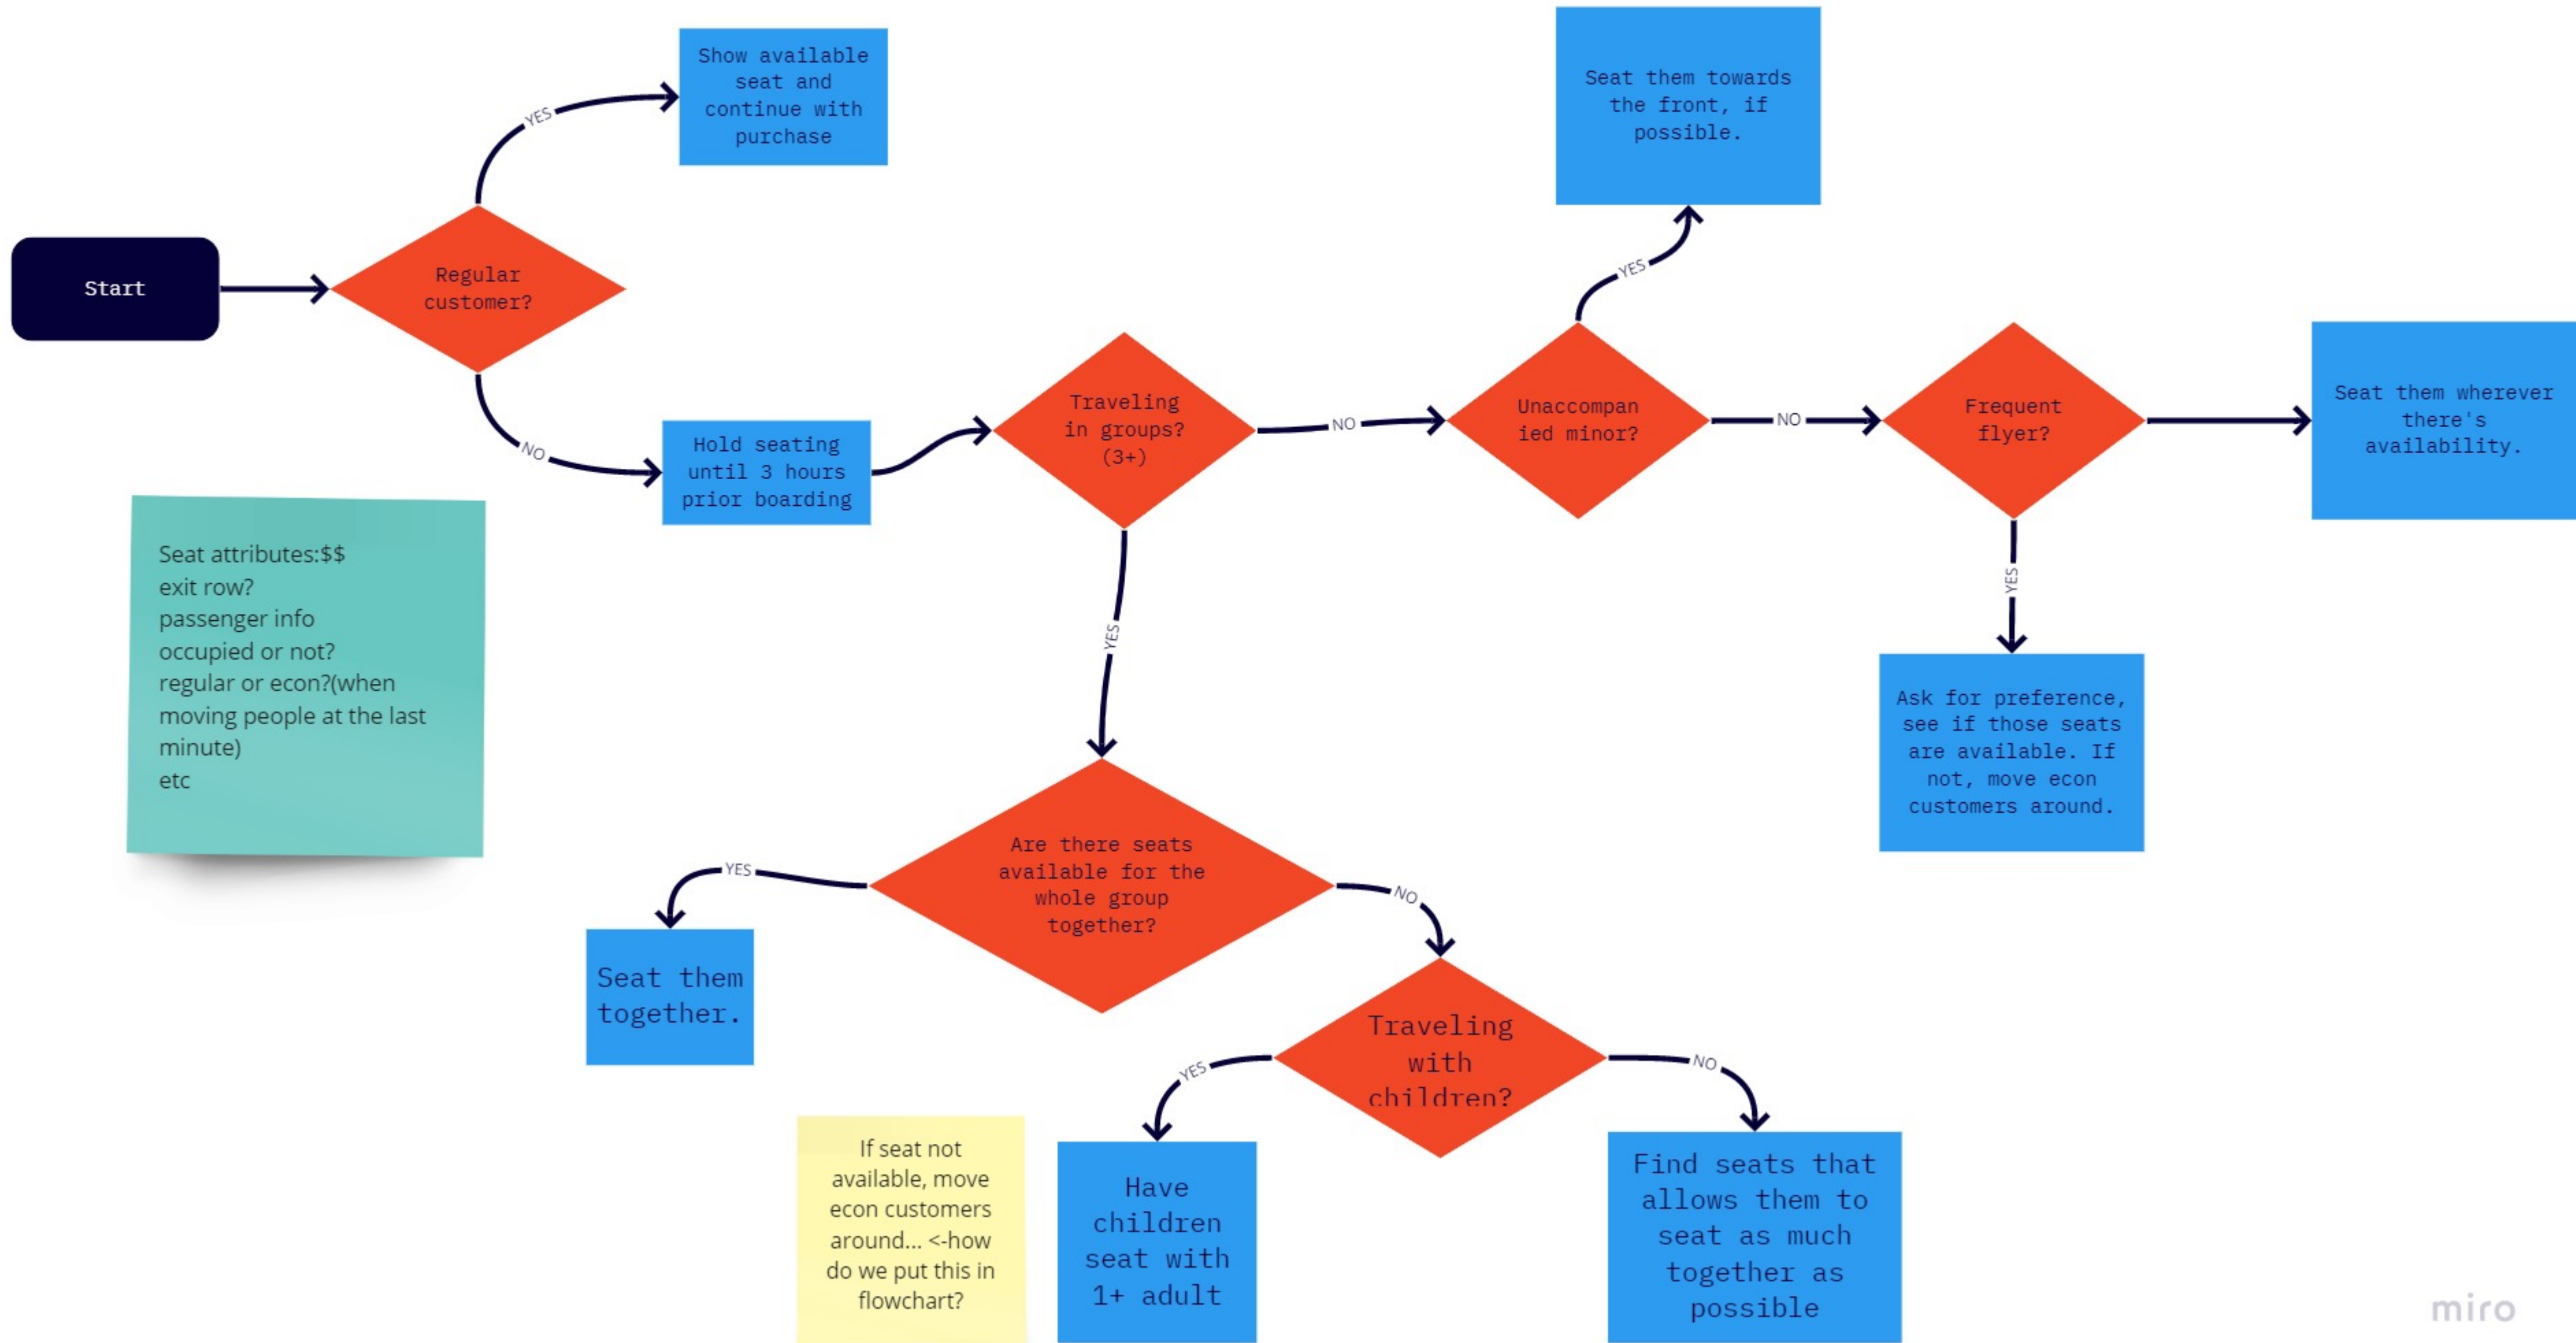 Start
Regular
customer?
YES
Show available
seat and
continue with
purchase
NO
Hold seating
until 3 hours
prior boarding
Traveling
in groups?
(3+)
NO
Unaccompan
ied minor?
YES
Seat them towards
the front, if
possible.
NO
Frequent
flyer?
Seat them wherever
there's
availability.
YES
Ask for preference,
see if those seats
are available. If
not, move econ
customers around.
YES
Are there seats
available for the
whole group
together?
YES
Seat them
together.
NO
Traveling
with
children?
YES
Have
children
seat with
1+ adult
NO
Find seats that
allows them to
seat as much
together as
possible
Seat attributes:$$
exit row?
passenger info
occupied or not?
regular or econ?(when
moving people at the last
minute)
etc
If seat not
available, move
econ customers
around... <-how
do we put this in
flowchart?
miro